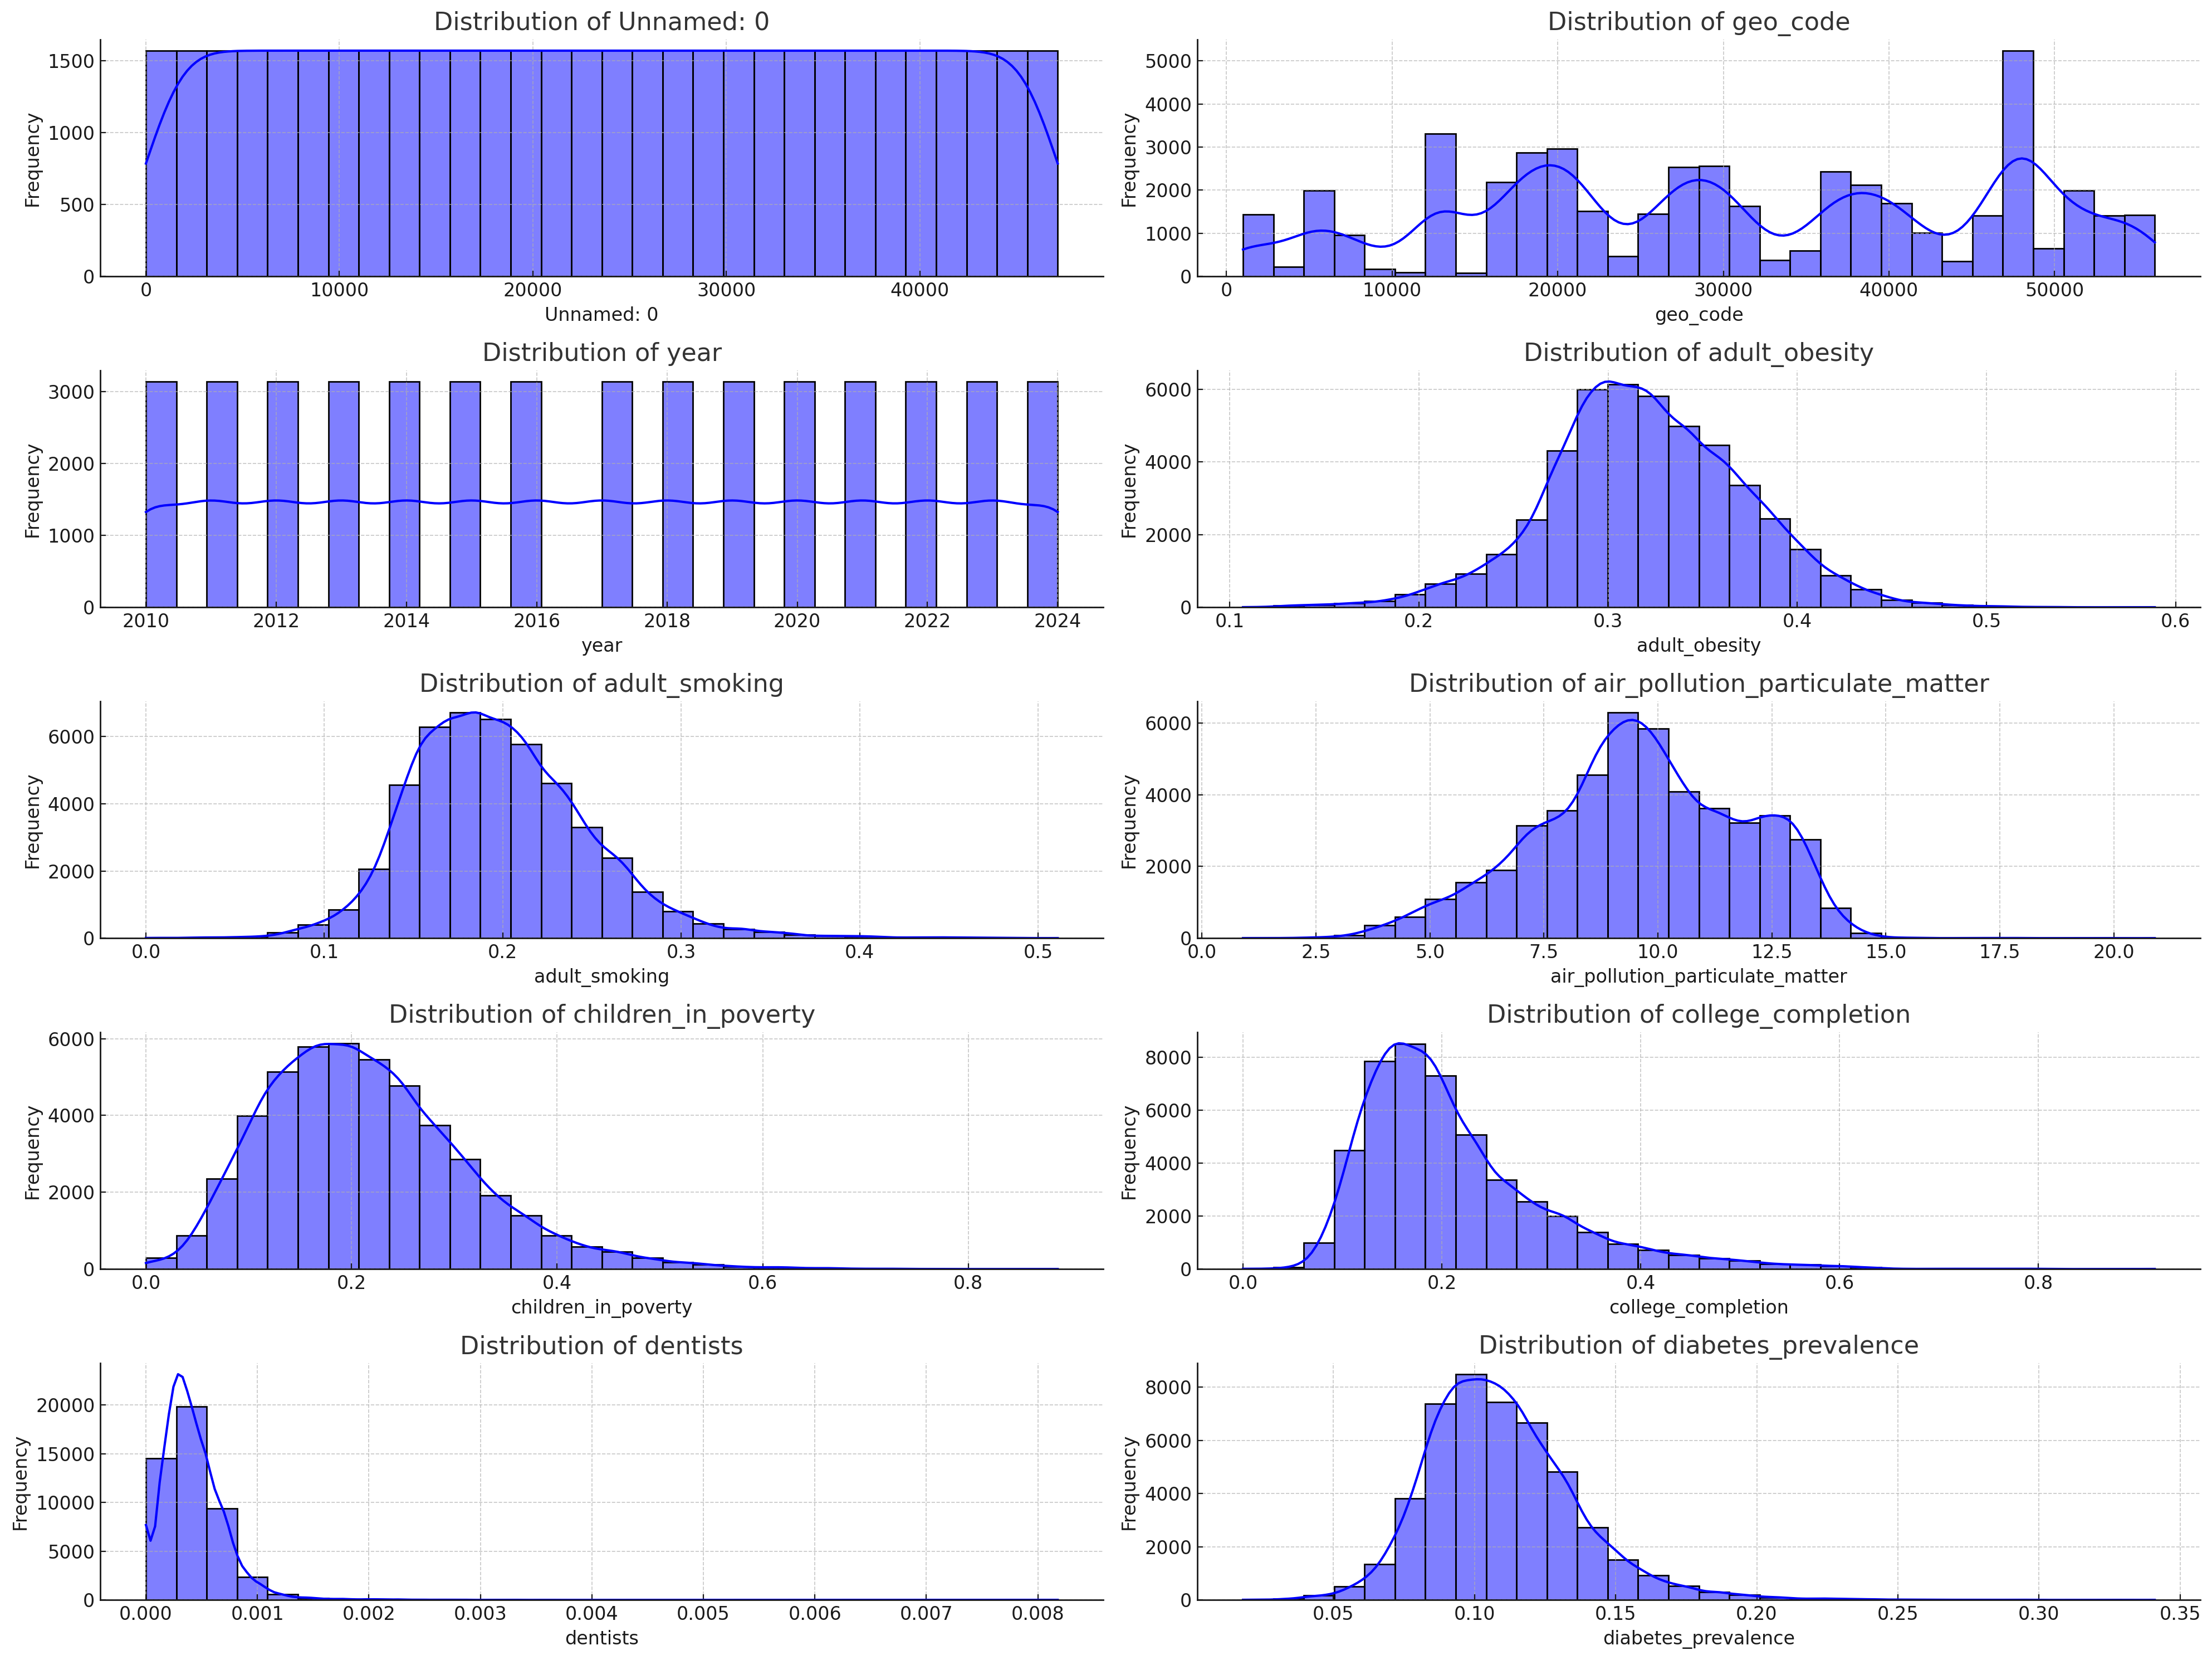 Distribution of Unnamed: 0
Frequency
1500
1000
500
0
0 10000 20000 30000 40000
Unnamed: 0
Distribution of geo_code
Frequency
5000
4000
3000
2000
1000
0
0 10000 20000 30000 40000 50000
geo_code
Distribution of year
Frequency
3000
2000
1000
0
2010 2012 2014 2016 2018 2020 2022 2024
year
Distribution of adult_obesity
Frequency
6000
4000
2000
0
0.1 0.2 0.3 0.4 0.5 0.6
adult_obesity
Distribution of adult_smoking
Frequency
6000
4000
2000
0
0.0 0.1 0.2 0.3 0.4 0.5
adult_smoking
Distribution of air_pollution_particulate_matter
Frequency
6000
4000
2000
0
0.0 2.5 5.0 7.5 10.0 12.5 15.0 17.5 20.0
air_pollution_particulate_matter
Distribution of children_in_poverty
Frequency
6000
4000
2000
0
0.0 0.2 0.4 0.6 0.8
children_in_poverty
Distribution of college_completion
Frequency
8000
6000
4000
2000
0
0.0 0.2 0.4 0.6 0.8
college_completion
Distribution of dentists
Frequency
20000
15000
10000
5000
0
0.000 0.001 0.002 0.003 0.004 0.005 0.006 0.007 0.008
dentists
Distribution of diabetes_prevalence
Frequency
8000
6000
4000
2000
0
0.05 0.10 0.15 0.20 0.25 0.30 0.35
diabetes_prevalence